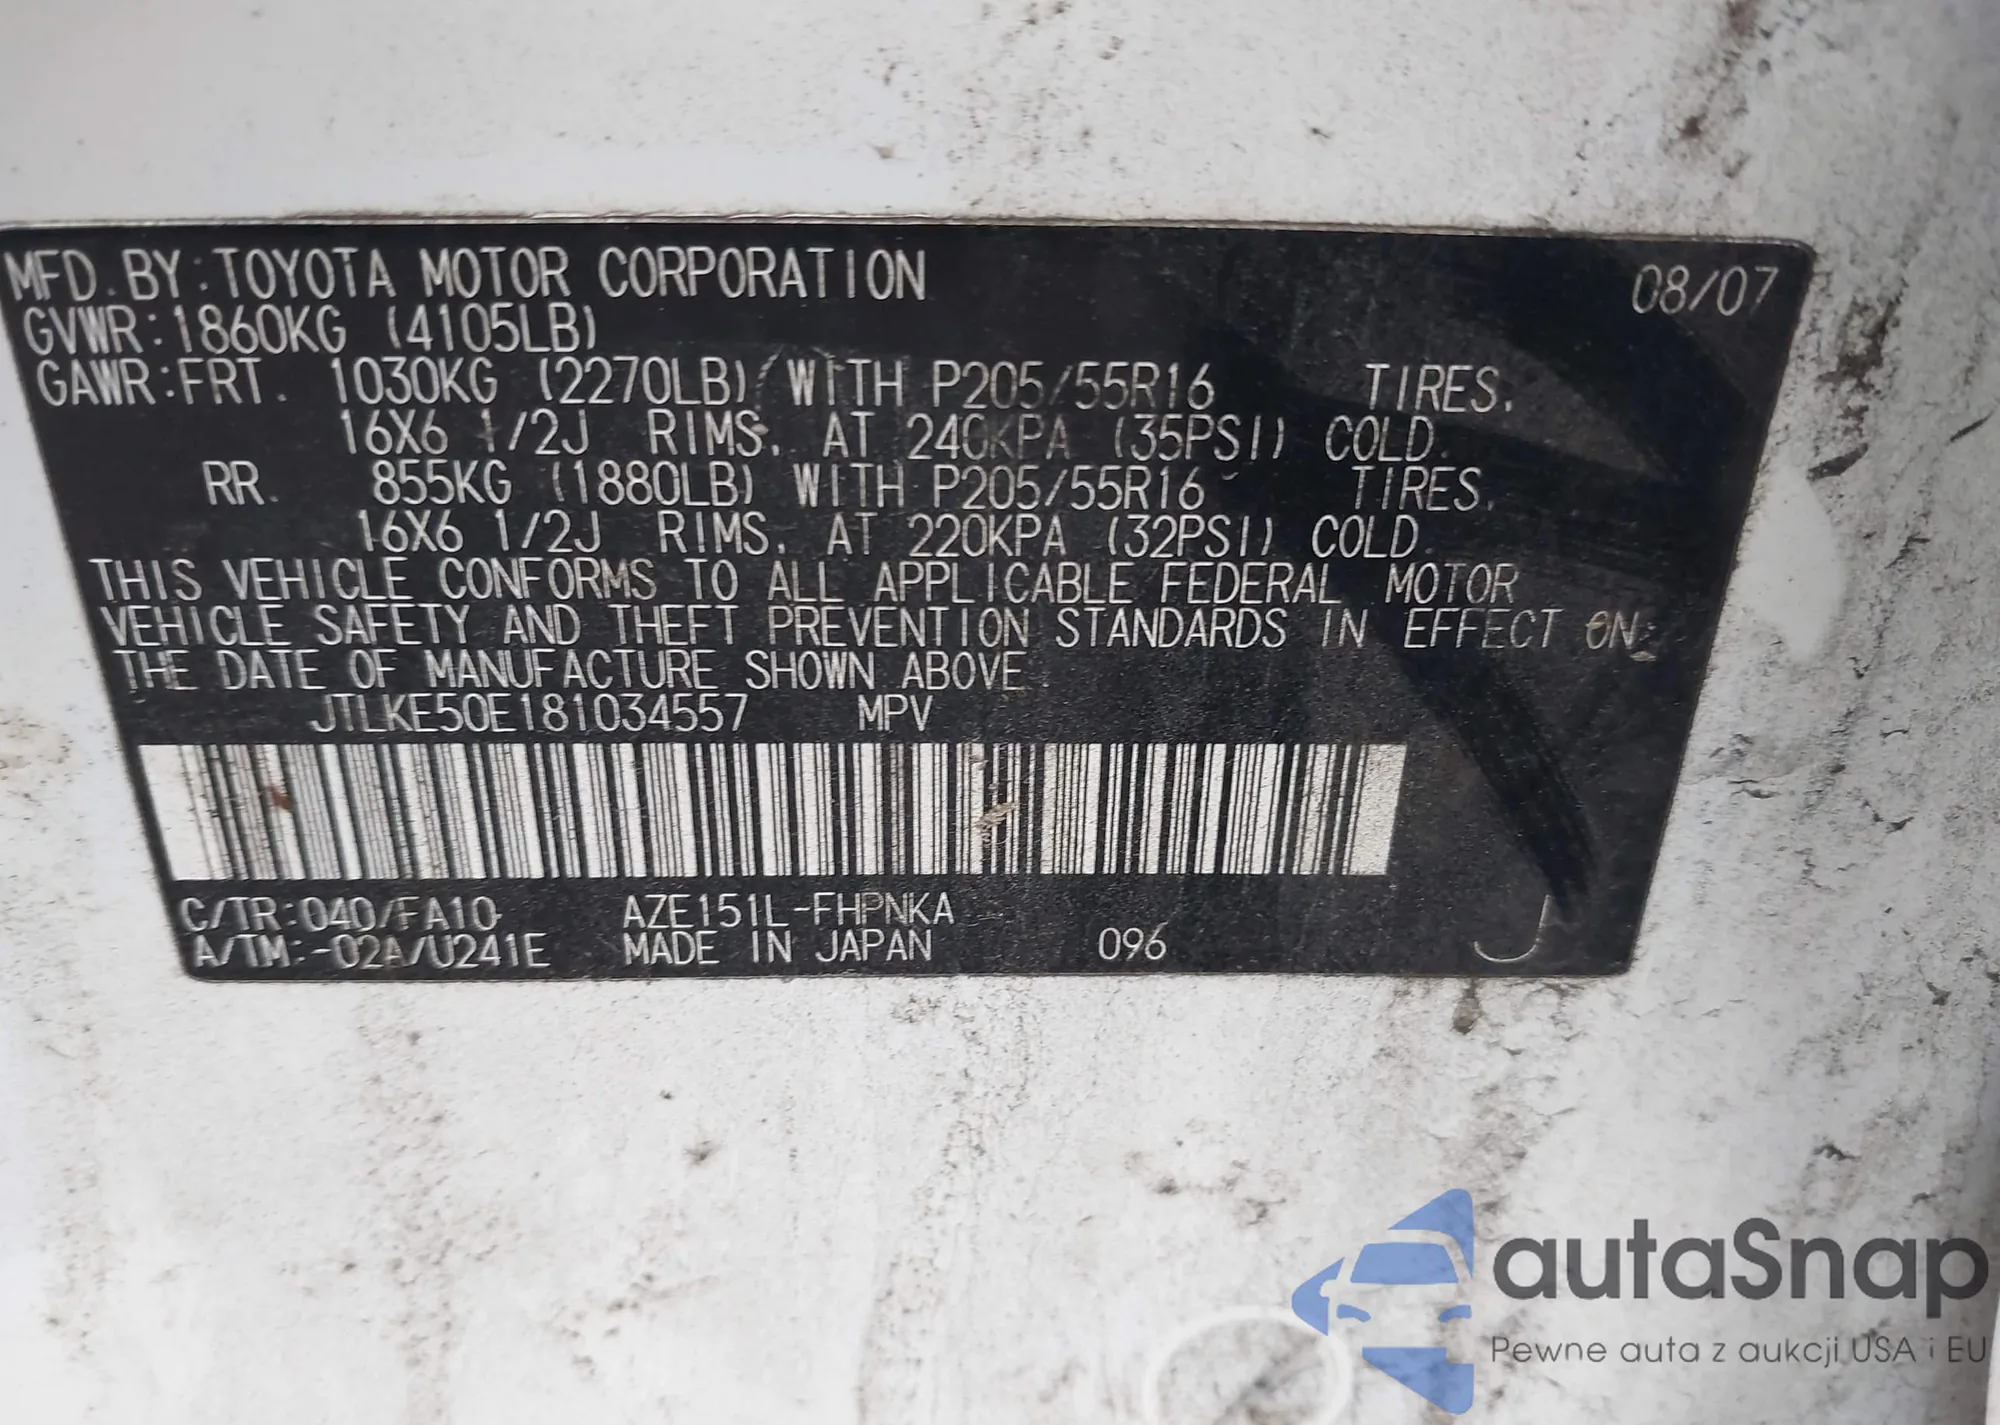 MFD. BY: TOYOTA MOTOR CORPORATION 08/07
GVWR: 1860KG (4105LB)
GAWR: FRT. 1030KG (2270LB) WITH P205/55R16 TIRES,
16X6 1/2J RIMS, AT 240KPA (35PSI) COLD.
RR. 855KG (1880LB) WITH P205/55R16 TIRES,
16X6 1/2J RIMS, AT 220KPA (32PSI) COLD.
THIS VEHICLE CONFORMS TO ALL APPLICABLE FEDERAL MOTOR
VEHICLE SAFETY AND THEFT PREVENTION STANDARDS IN EFFECT ON
THE DATE OF MANUFACTURE SHOWN ABOVE.
JTLKE50E181034557 MPV
C/TR: 040/FA10 AZE151L-FHPNKA
A/TM: -02A/U241E MADE IN JAPAN 096 J
autaSnap
Pewne auta z aukcji USA i EU